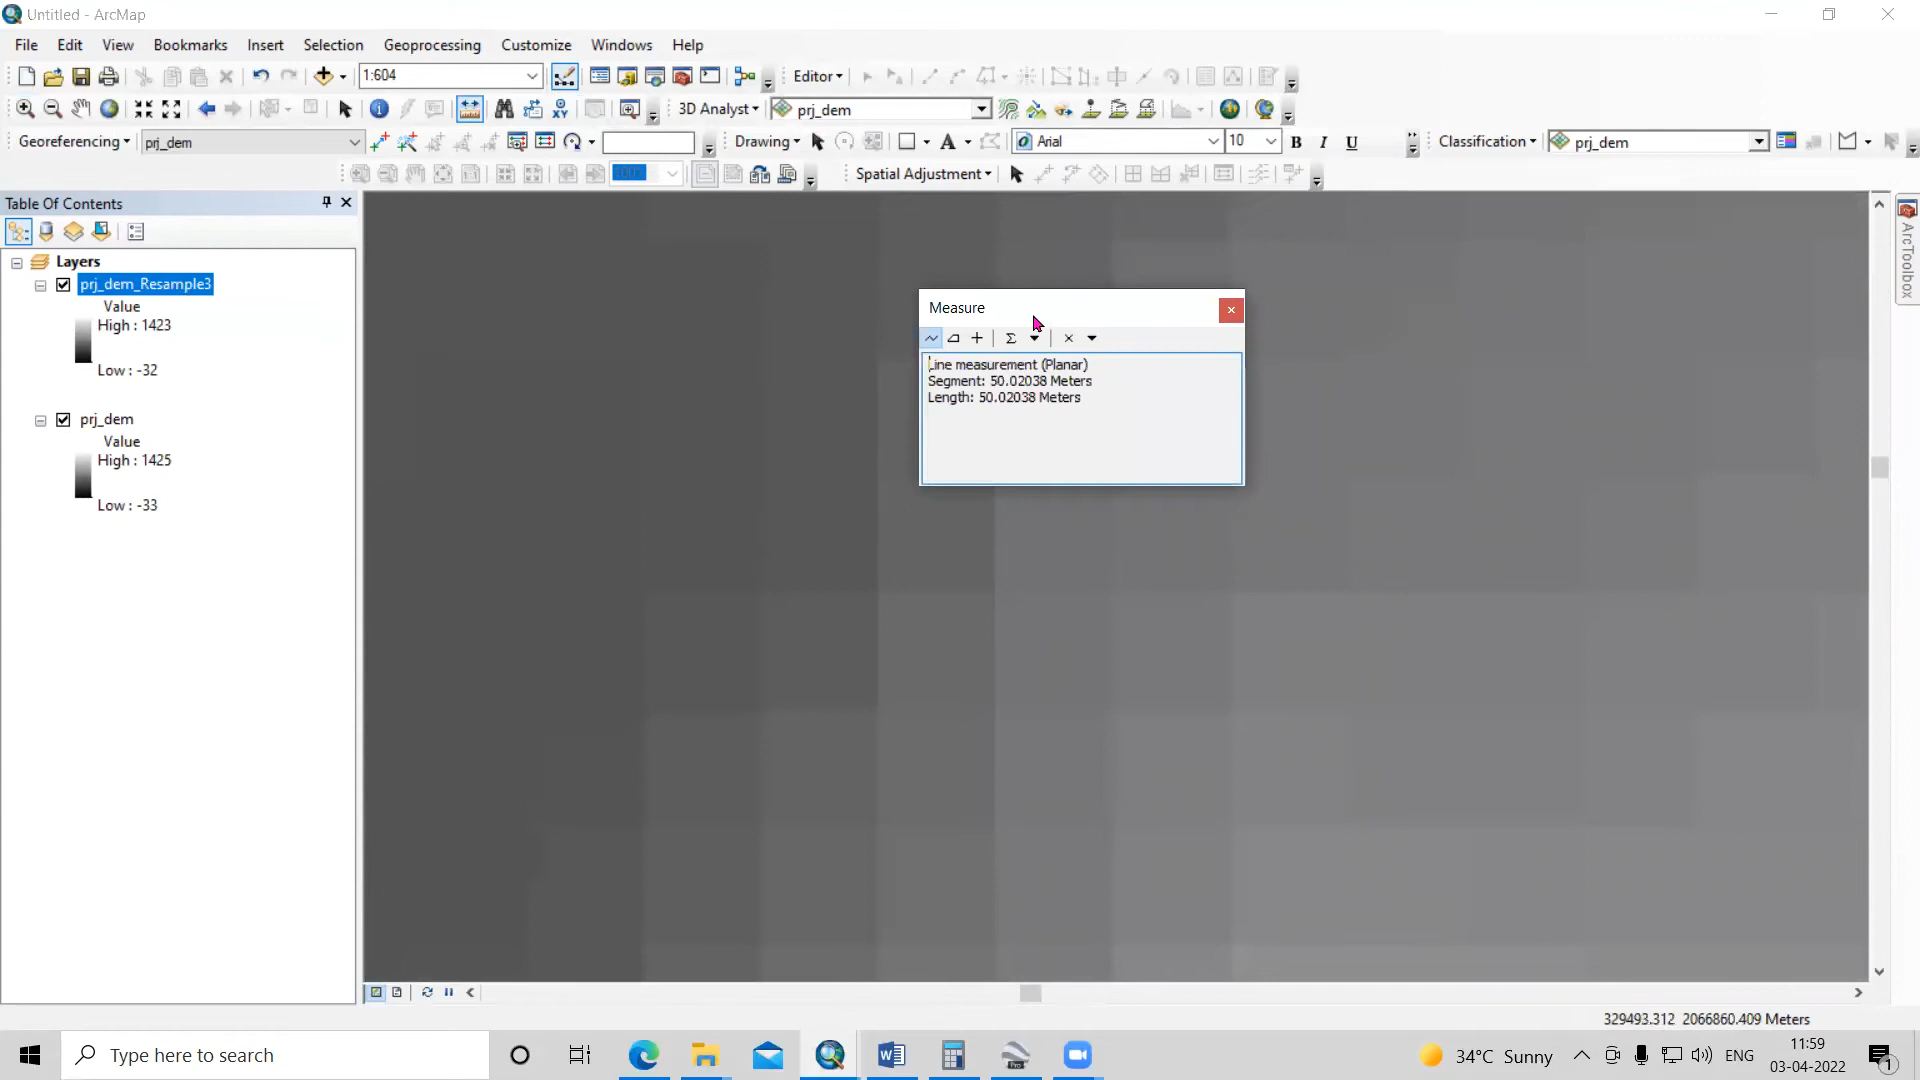 Untitled - ArcMap
File Edit View Bookmarks Insert Selection Geoprocessing Customize Windows Help
1:604 Editor
3D Analyst prj_dem
Georeferencing prj_dem Drawing Arial 10 B I U Classification prj_dem
100% Spatial Adjustment
Table Of Contents
Layers
prj_dem_Resample3
Value
High : 1423
Low : -32
prj_dem
Value
High : 1425
Low : -33
Measure
Line measurement (Planar)
Segment: 50.02038 Meters
Length: 50.02038 Meters
ArcToolbox
329493.312 2066860.409 Meters
Type here to search
34°C Sunny
ENG
11:59
03-04-2022
1